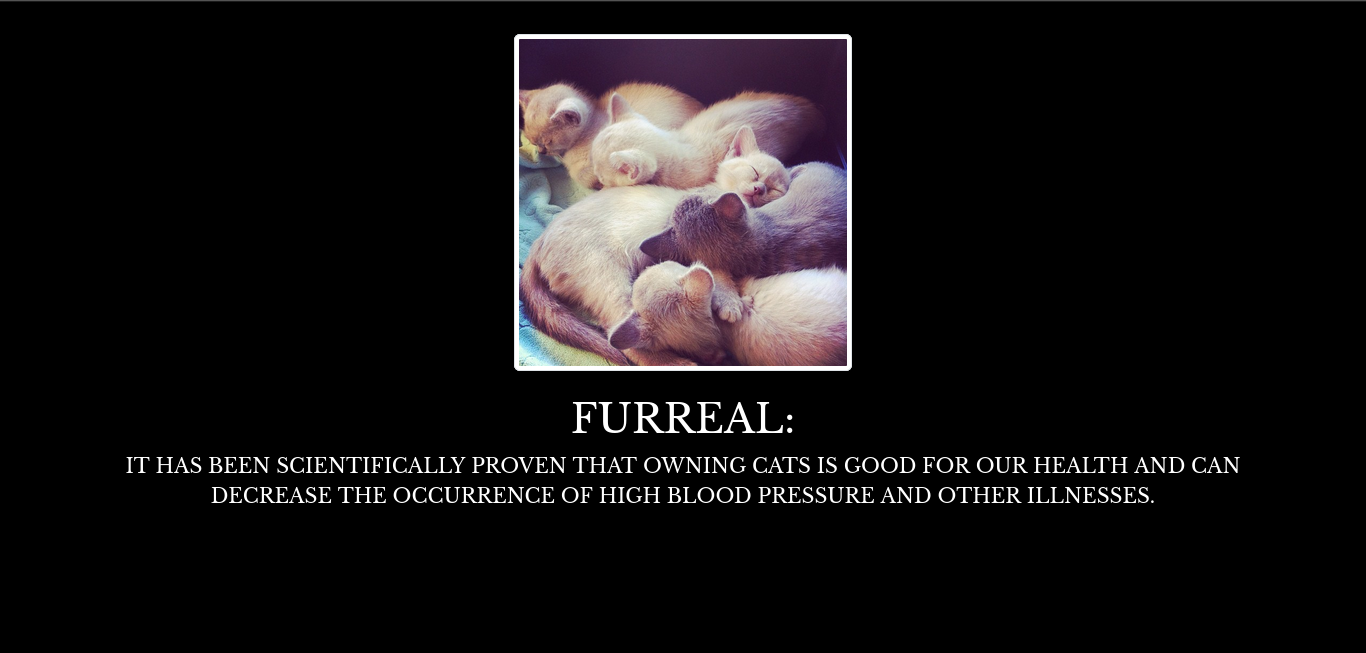 FURREAL:
IT HAS BEEN SCIENTIFICALLY PROVEN THAT OWNING CATS IS GOOD FOR OUR HEALTH AND CAN
DECREASE THE OCCURRENCE OF HIGH BLOOD PRESSURE AND OTHER ILLNESSES.